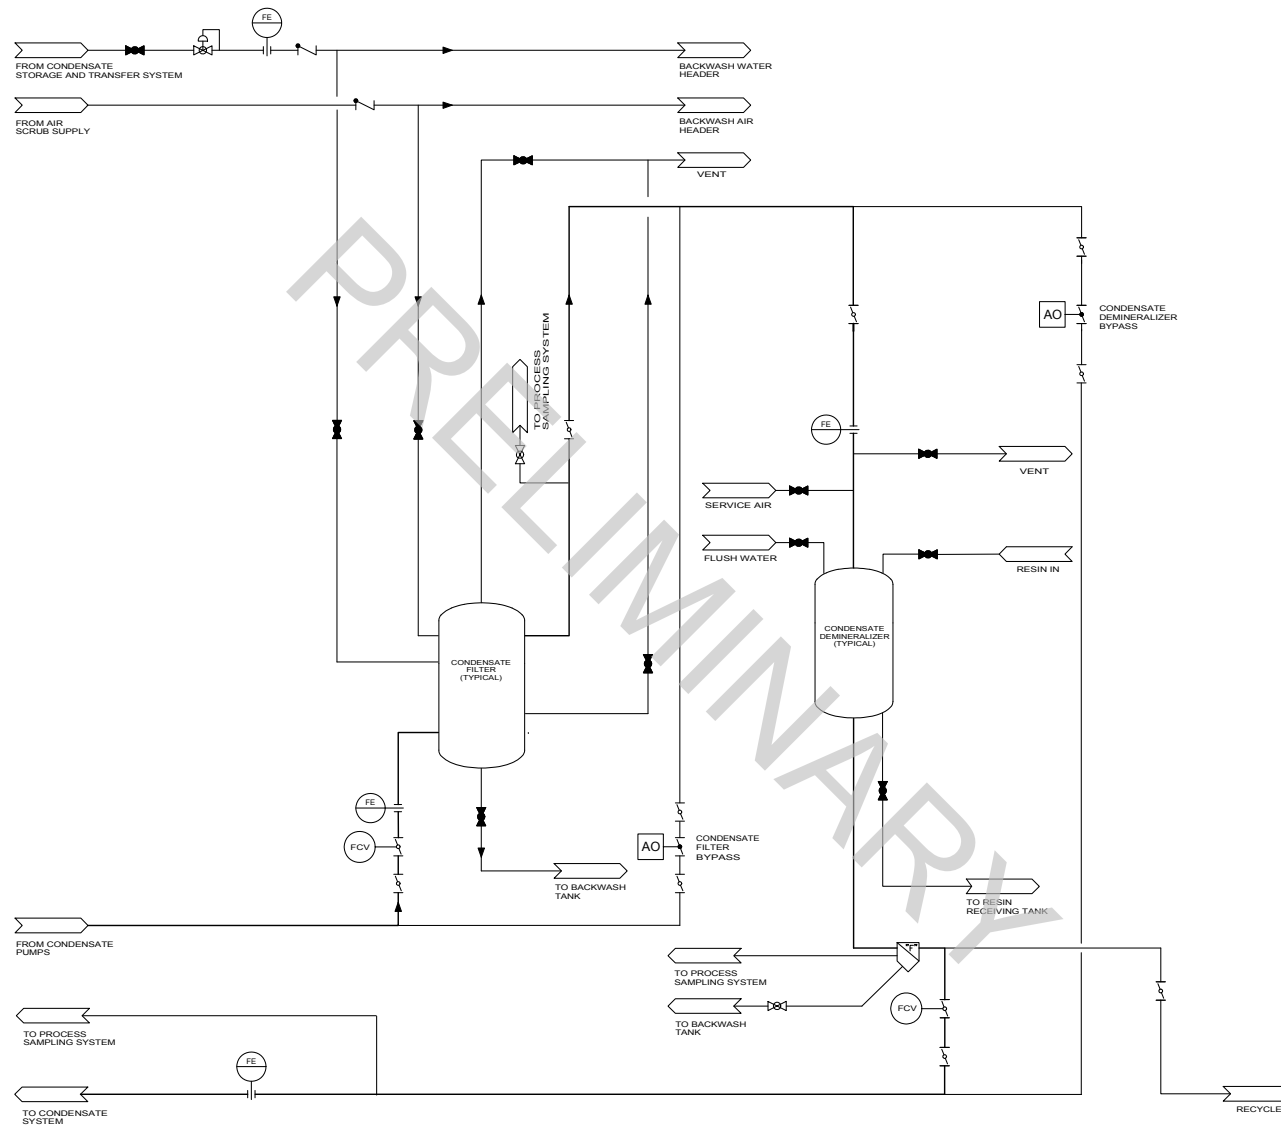 FE
FROM CONDENSATE
STORAGE AND TRANSFER SYSTEM
BACKWASH WATER
HEADER
FROM AIR
SCRUB SUPPLY
BACKWASH AIR
HEADER
VENT
TO PROCESS
SAMPLING SYSTEM
AO
CONDENSATE
DEMINERALIZER
BYPASS
FE
VENT
SERVICE AIR
FLUSH WATER
RESIN IN
CONDENSATE
DEMINERALIZER
(TYPICAL)
CONDENSATE
FILTER
(TYPICAL)
FE
FCV
AO
CONDENSATE
FILTER
BYPASS
TO BACKWASH
TANK
TO RESIN
RECEIVING TANK
FROM CONDENSATE
PUMPS
"F"
TO PROCESS
SAMPLING SYSTEM
TO BACKWASH
TANK
FCV
TO PROCESS
SAMPLING SYSTEM
FE
TO CONDENSATE
SYSTEM
RECYCLE
PRELIMINARY